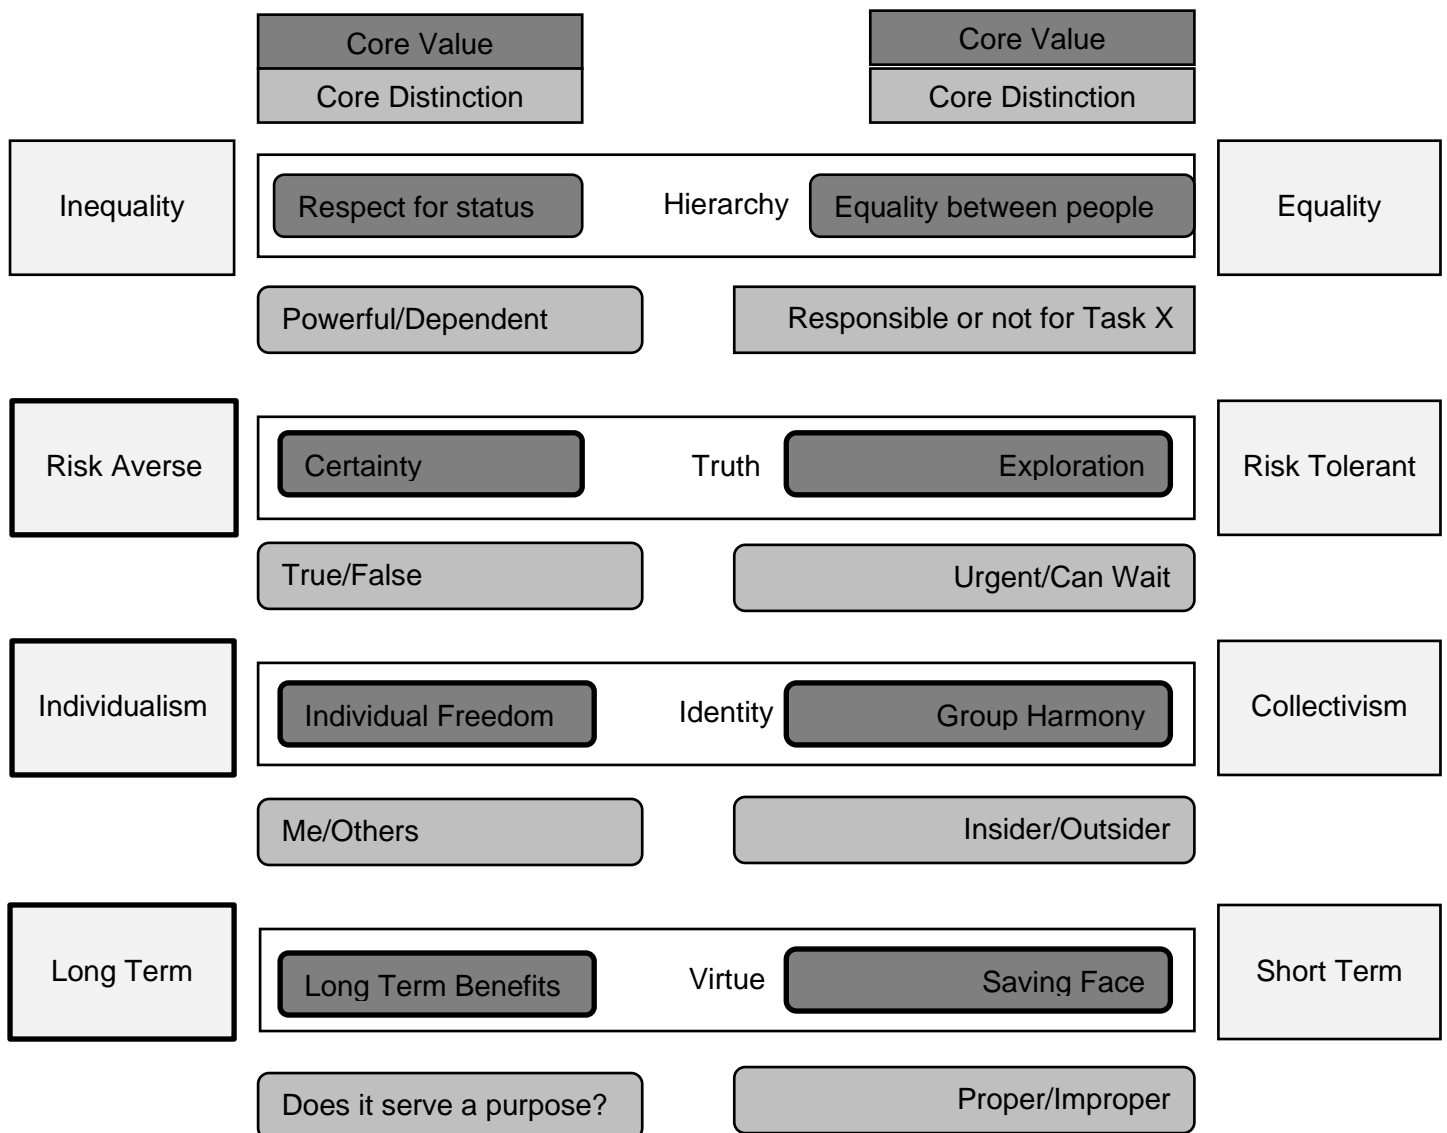 Core Value
Core Value
Core Distinction
Core Distinction
Inequality
Respect for status
Hierarchy
Equality between people
Equality
Powerful/Dependent
Responsible or not for Task X
Risk Averse
Certainty
Truth
Exploration
Risk Tolerant
True/False
Urgent/Can Wait
Individualism
Individual Freedom
Identity
Group Harmony
Collectivism
Me/Others
Insider/Outsider
Long Term
Long Term Benefits
Virtue
Saving Face
Short Term
Does it serve a purpose?
Proper/Improper